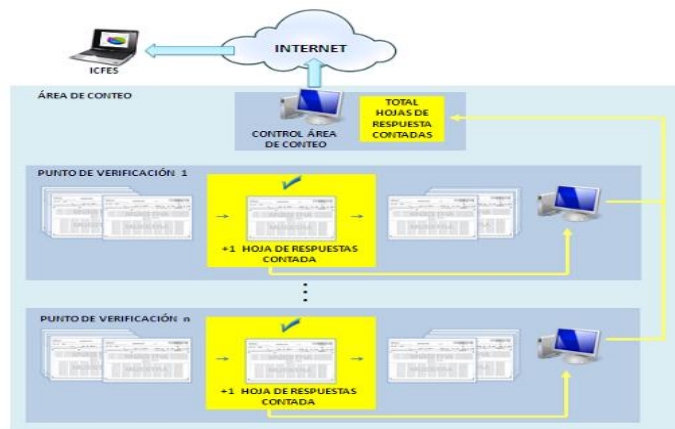 INTERNET
ICFES
ÁREA DE CONTEO
CONTROL ÁREA
DE CONTEO
TOTAL
HOJAS DE
RESPUESTA
CONTADAS
PUNTO DE VERIFICACIÓN 1
+1 HOJA DE RESPUESTAS
CONTADA
PUNTO DE VERIFICACIÓN n
+1 HOJA DE RESPUESTAS
CONTADA